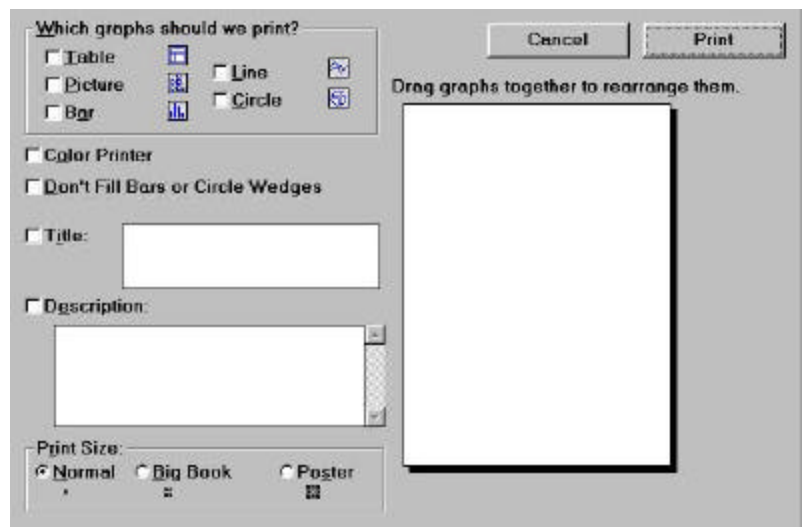 Which graphs should we print?
Table
Picture
Bar
Line
Circle
Cancel
Print
Drag graphs together to rearrange them.
Color Printer
Don't Fill Bars or Circle Wedges
Title:
Description:
Print Size:
Normal
Big Book
Poster